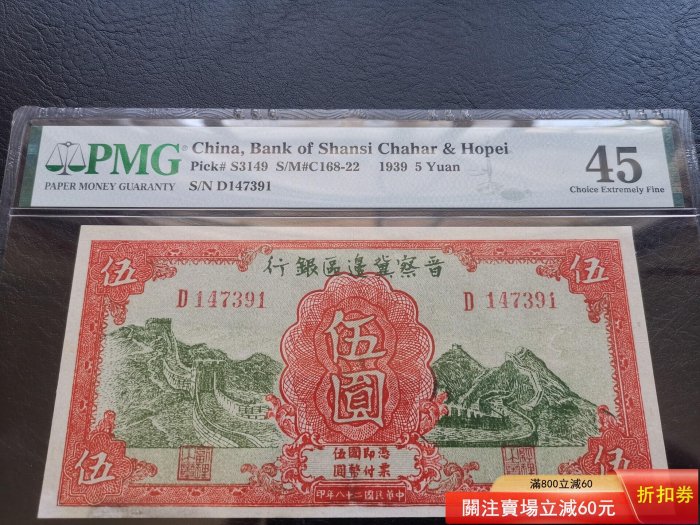 PMG
PAPER MONEY GUARANTY
China, Bank of Shansi Chahar & Hopei
Pick# S3149 S/M#C168-22 1939 5 Yuan
S/N D147391
45
Choice Extremely Fine
行銀區邊冀察晉
伍
伍
D 147391
D 147391
伍圓
憑票即付國幣伍圓
伍
伍
印年八十二國民華中
滿800立減60
關注賣場立減60元
折扣券